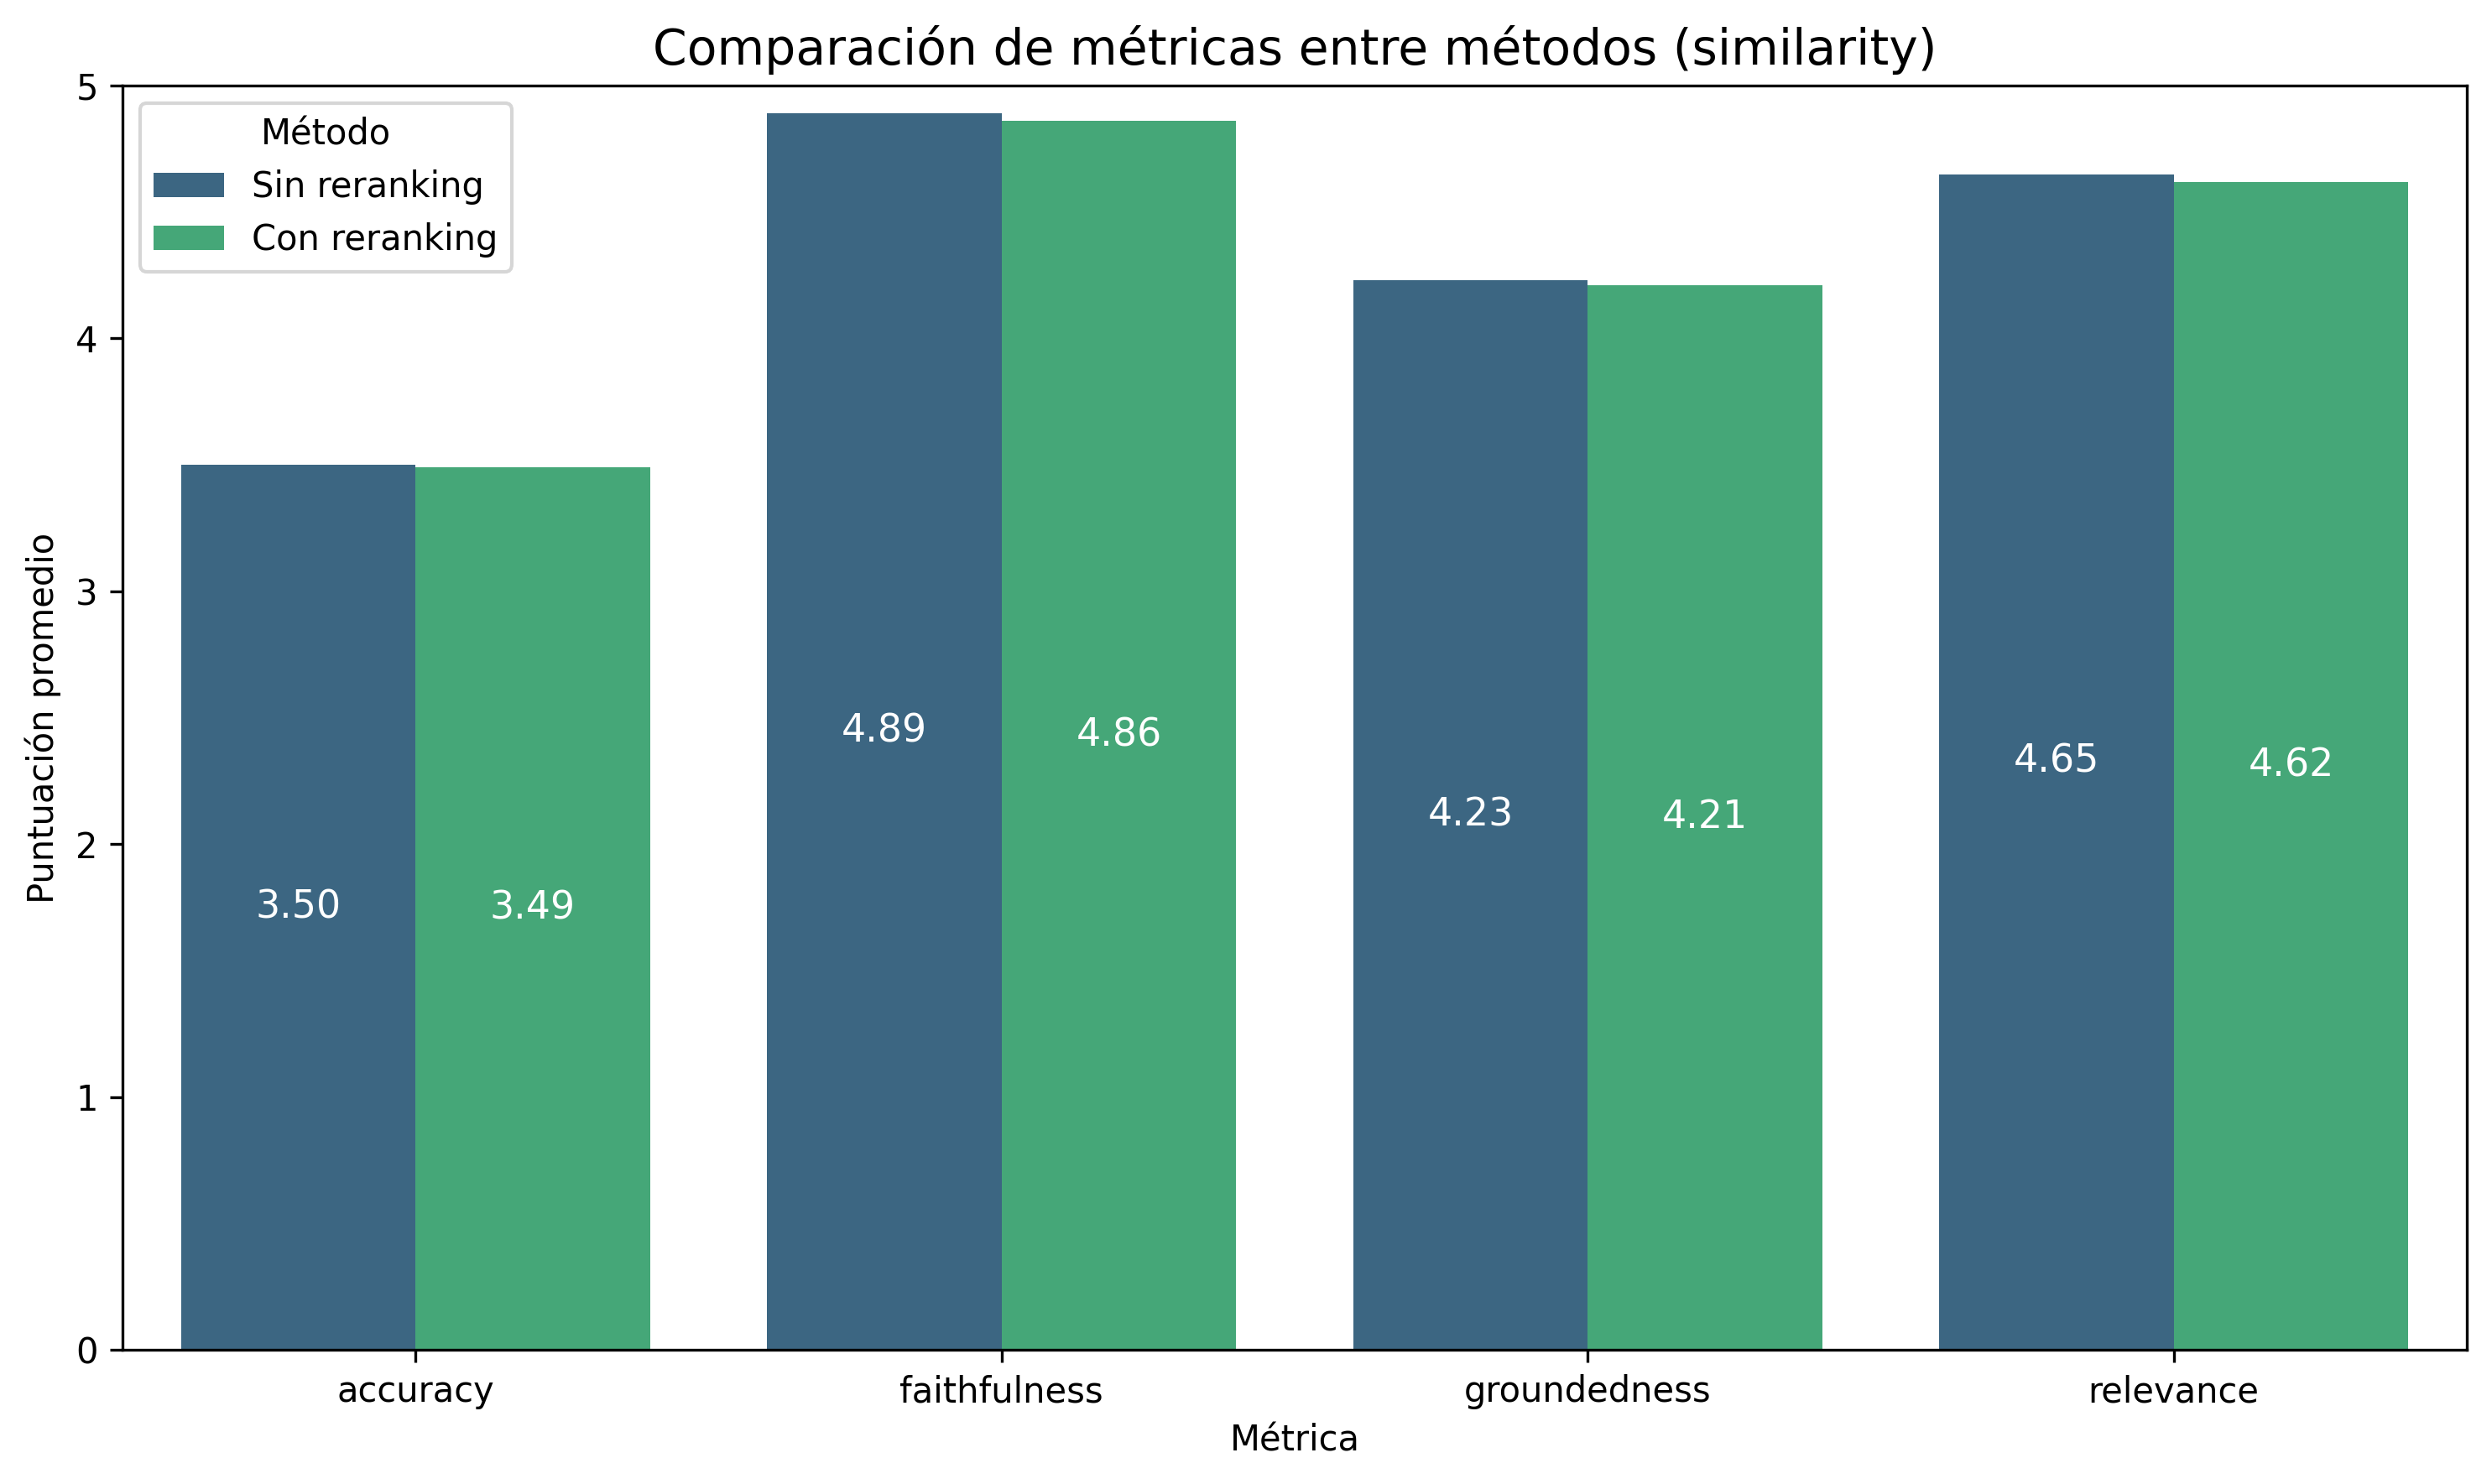 Comparación de métricas entre métodos (similarity)
Método
Sin reranking
Con reranking
Puntuación promedio
5
4
3
2
1
0
3.50
3.49
4.89
4.86
4.23
4.21
4.65
4.62
accuracy
faithfulness
groundedness
relevance
Métrica